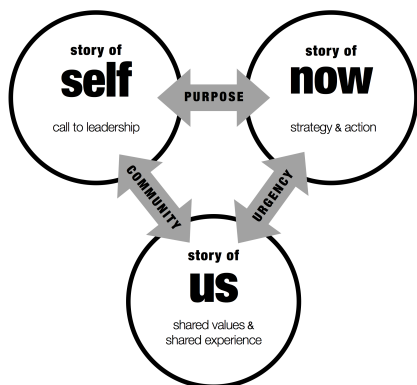 story of
self
call to leadership
PURPOSE
story of
now
strategy & action
COMMUNITY
URGENCY
story of
us
shared values &
shared experience